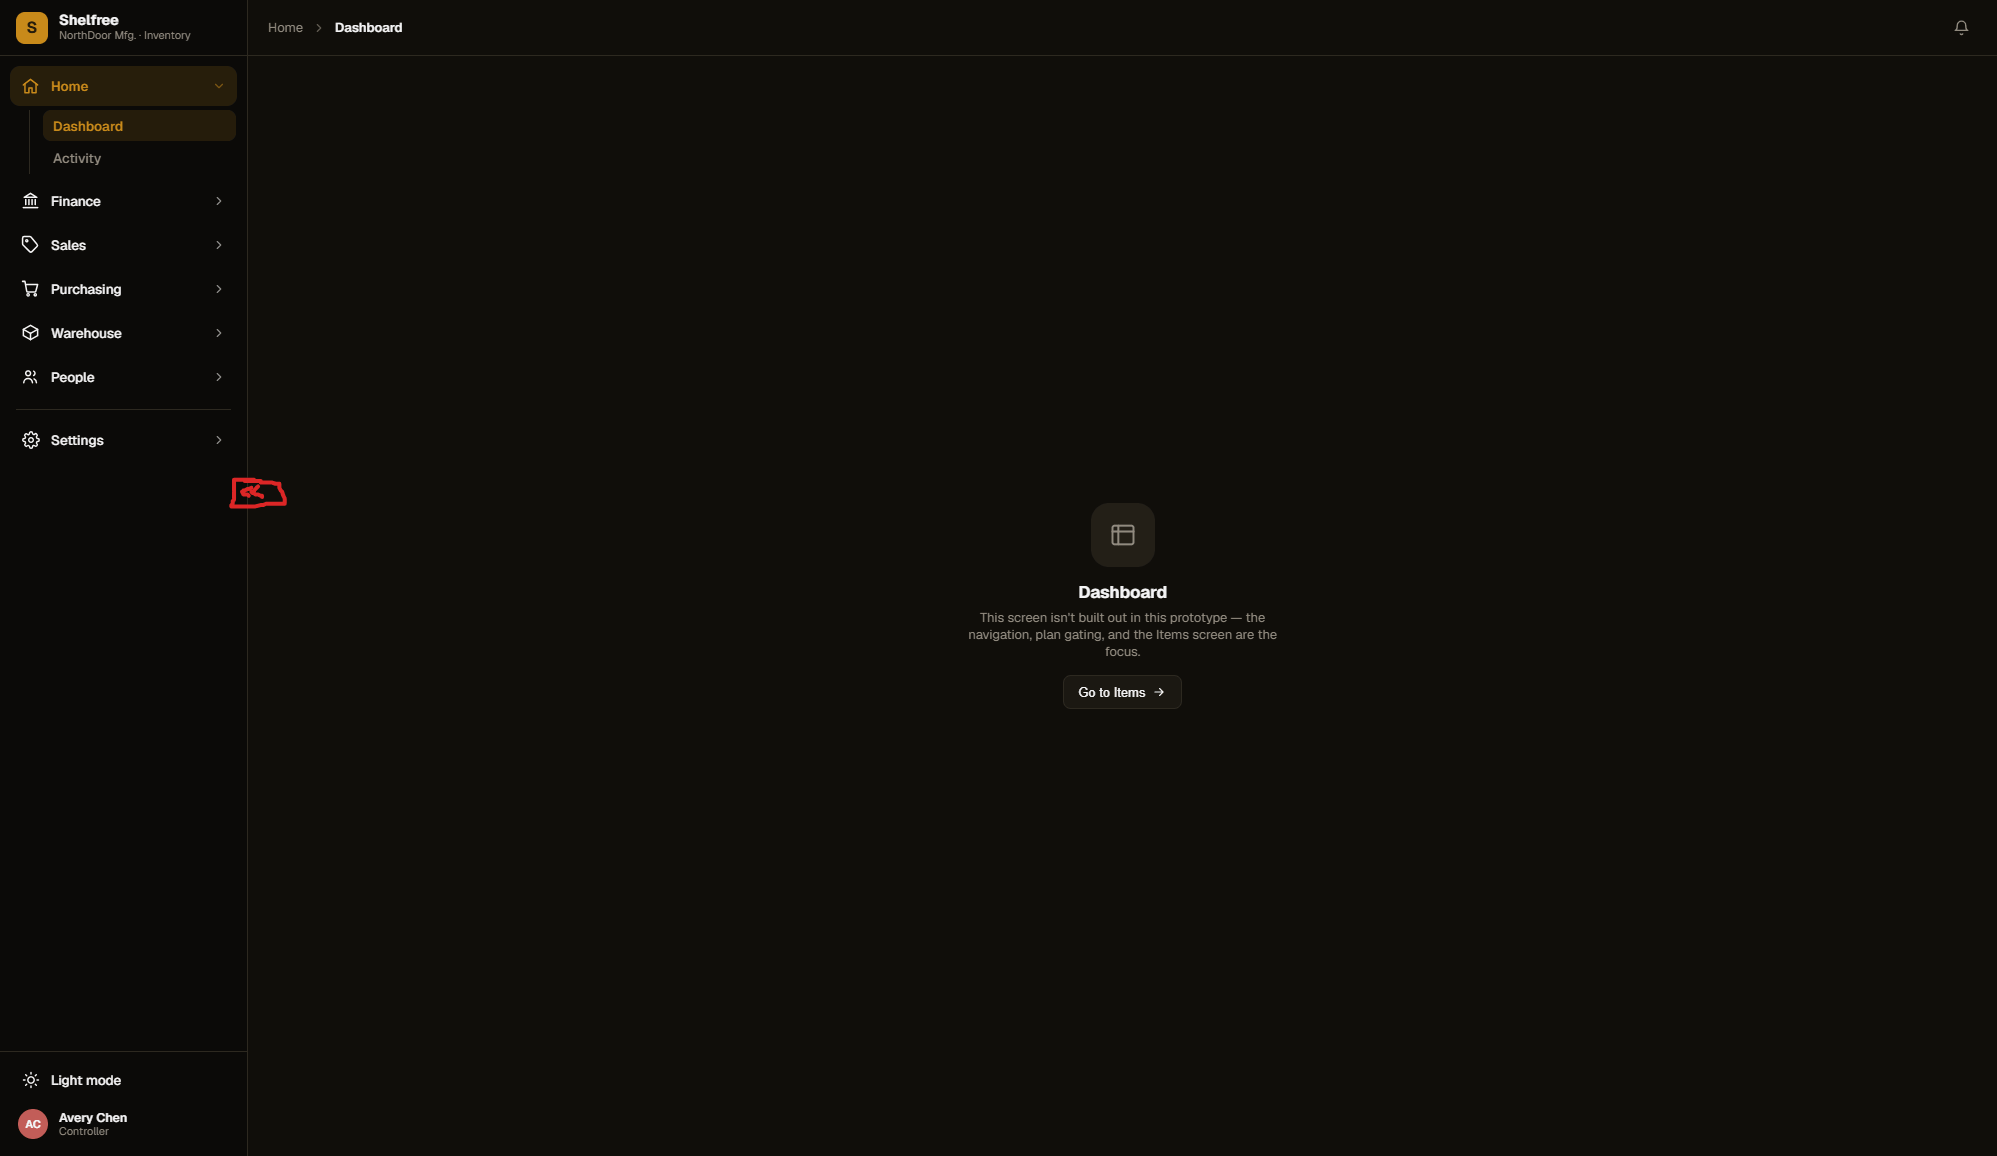 S
Shelfree
NorthDoor Mfg. · Inventory
Home > Dashboard
Home
Dashboard
Activity
Finance
Sales
Purchasing
Warehouse
People
Settings
Dashboard
This screen isn't built out in this prototype — the
navigation, plan gating, and the Items screen are the
focus.
Go to Items →
Light mode
AC
Avery Chen
Controller